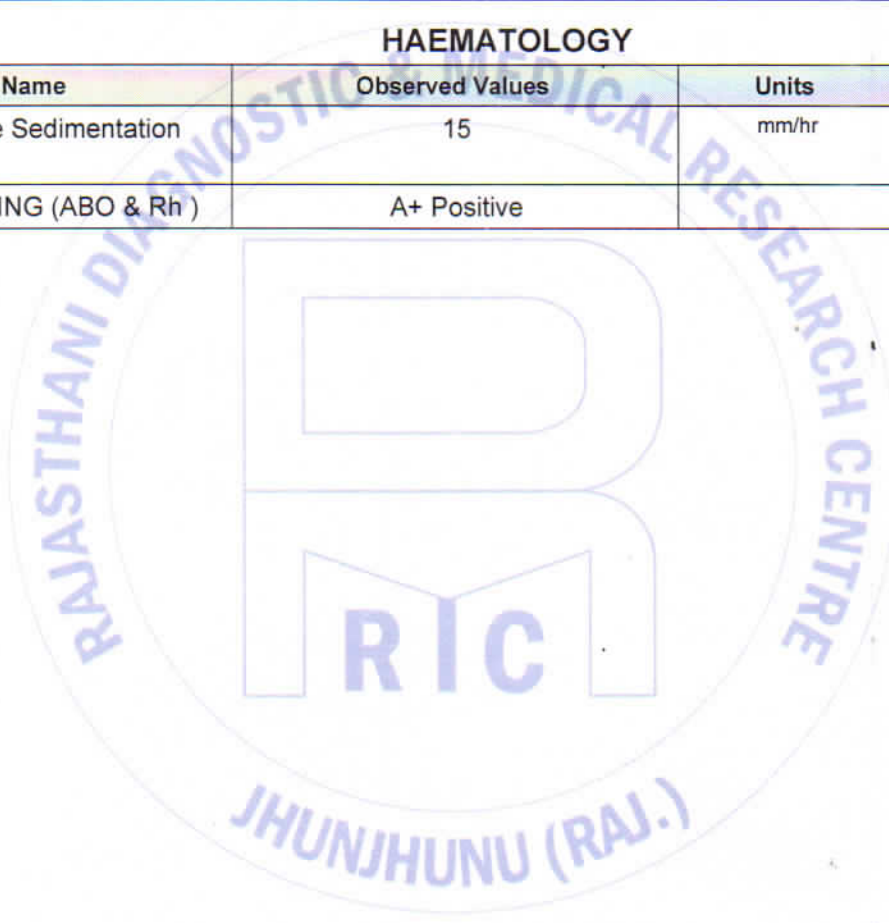 HAEMATOLOGY
Name Observed Values Units
e Sedimentation 15 mm/hr
ING (ABO & Rh ) A+ Positive
RAJASTHANI DIAGNOSTIC & MEDICAL RESEARCH CENTRE
RIC
JHUNJHUNU (RAJ.)